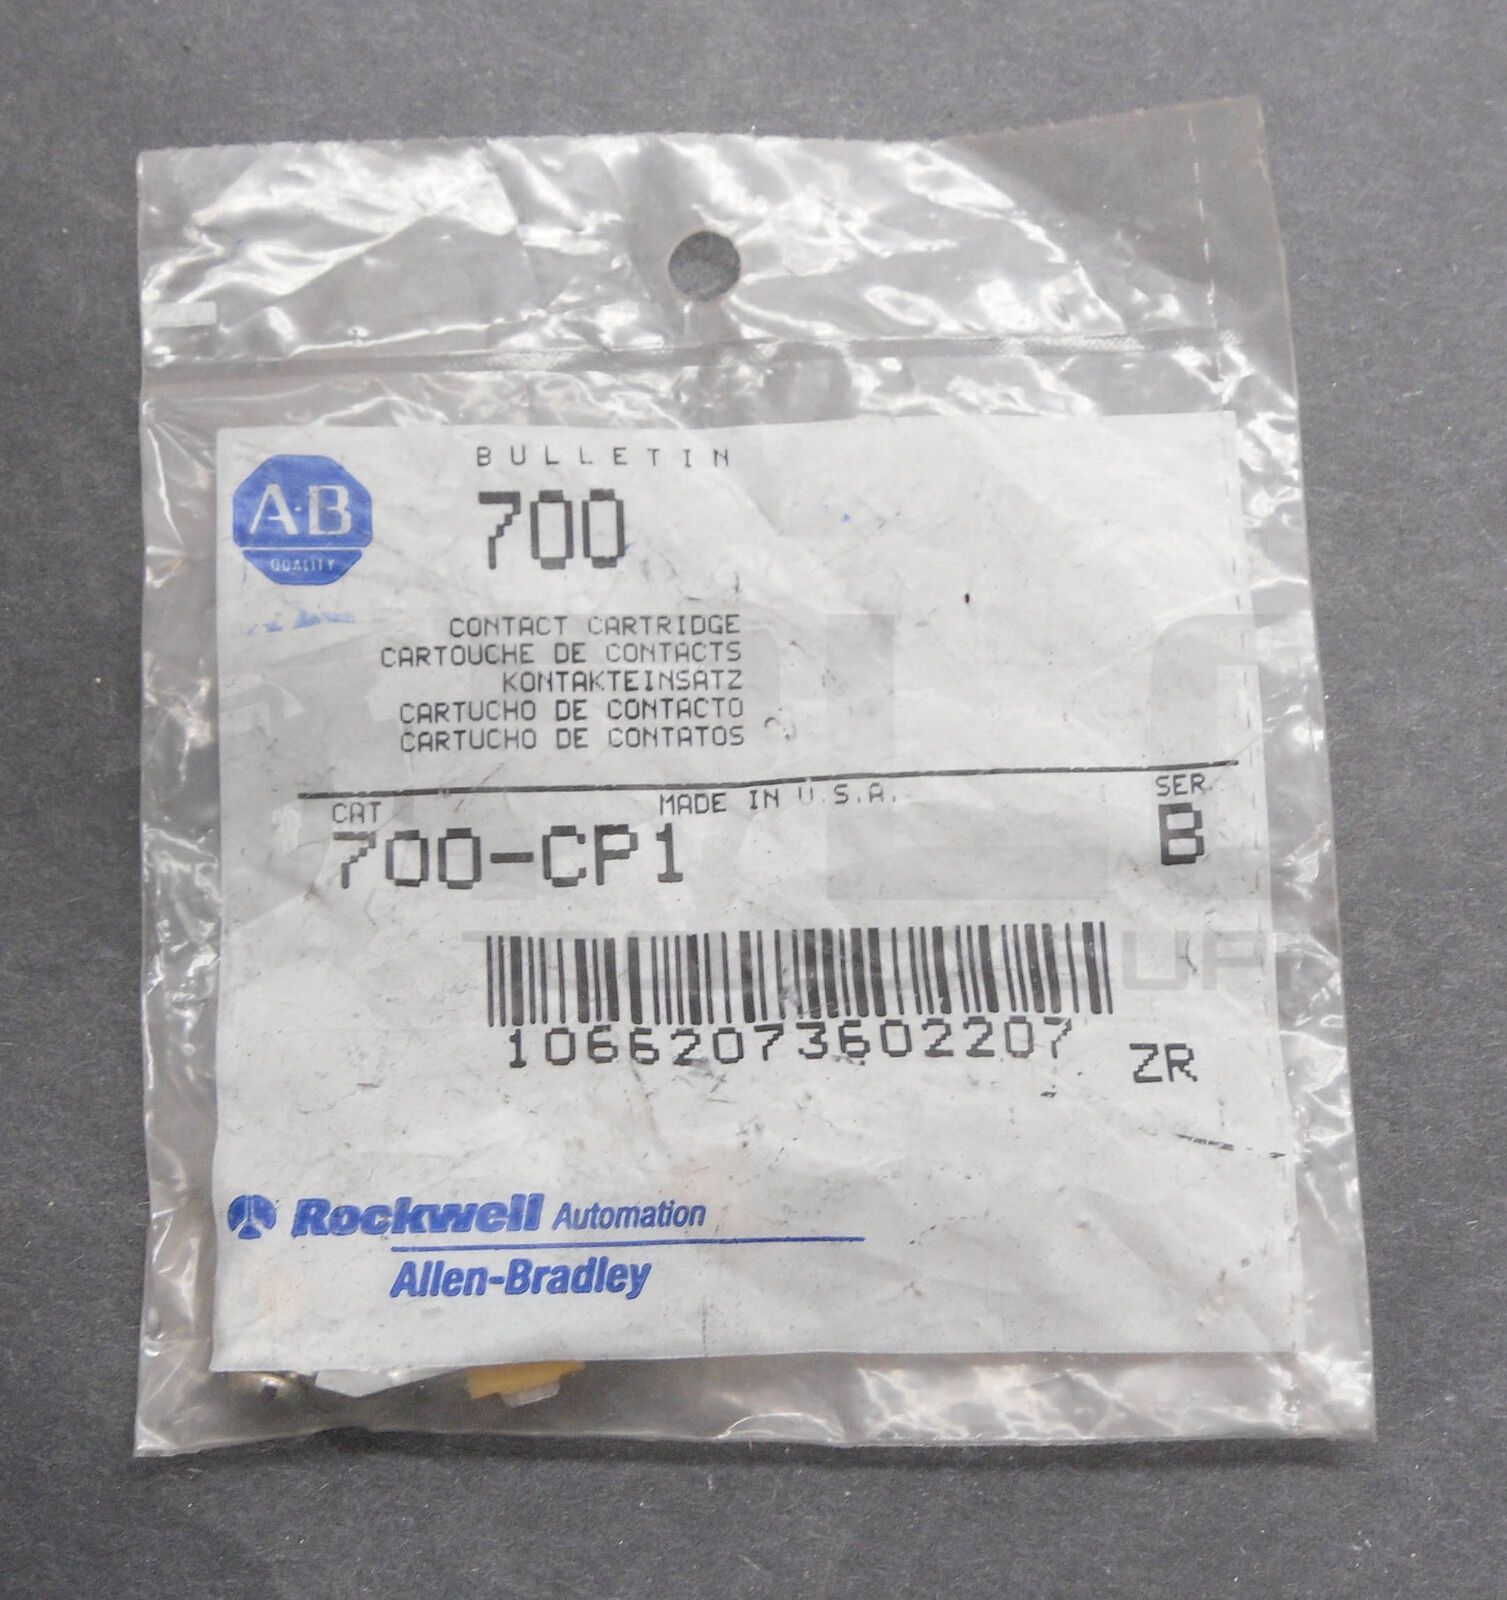 BULLETIN
A-B
QUALITY
700
CONTACT CARTRIDGE
CARTOUCHE DE CONTACTS
KONTAKTEINSATZ
CARTUCHO DE CONTACTO
CARTUCHO DE CONTATOS
CAT MADE IN U.S.A. SER
700-CP1 B
10662073602207
ZR
Rockwell Automation
Allen-Bradley